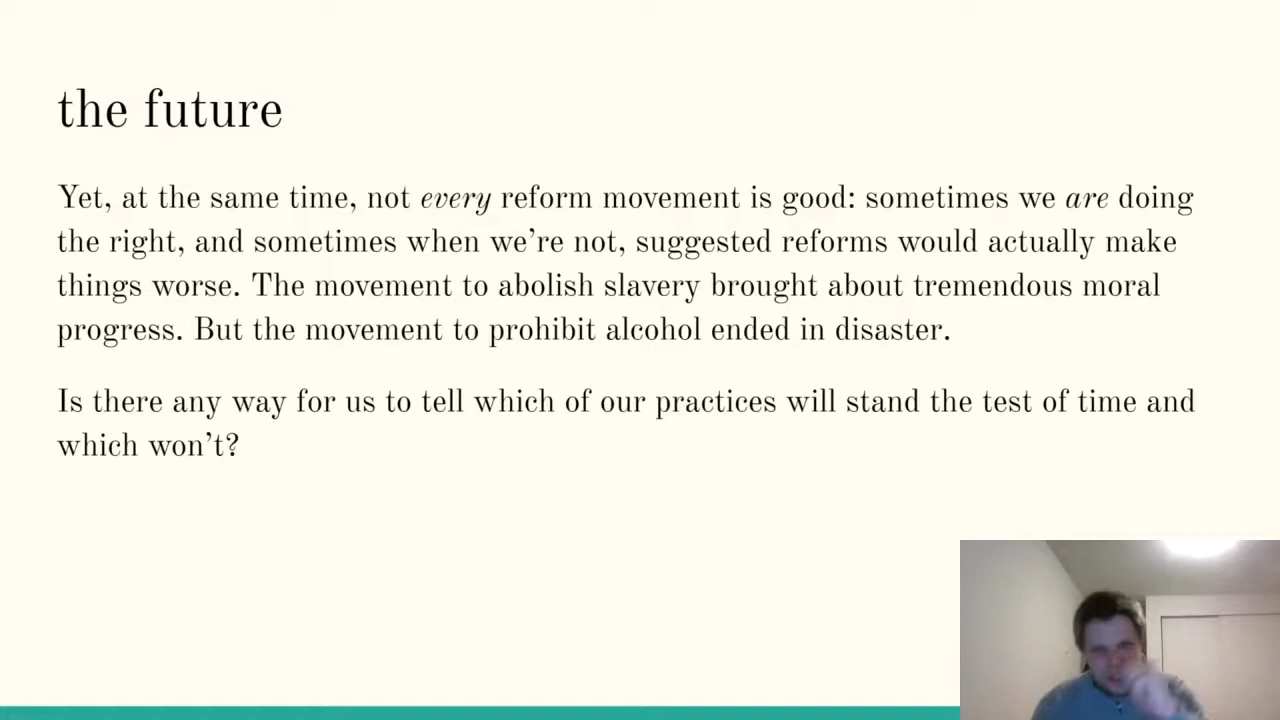 the future
Yet, at the same time, not every reform movement is good: sometimes we are doing
the right, and sometimes when we're not, suggested reforms would actually make
things worse. The movement to abolish slavery brought about tremendous moral
progress. But the movement to prohibit alcohol ended in disaster.
Is there any way for us to tell which of our practices will stand the test of time and
which won't?